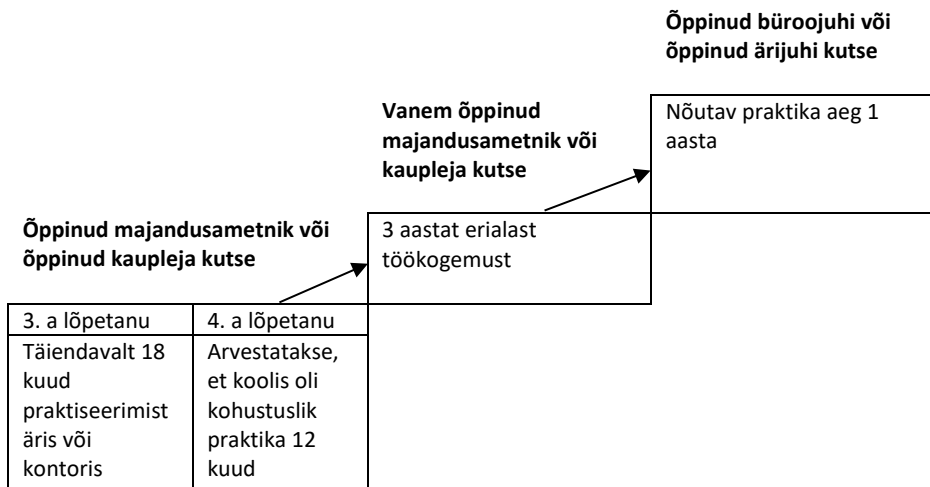 Õppinud büroojuhi või
õppinud ärijuhi kutse
Nõutav praktika aeg 1
aasta
Vanem õppinud
majandusametnik või
kaupleja kutse
3 aastat erialast
töökogemust
Õppinud majandusametnik või
õppinud kaupleja kutse
3. a lõpetanu
Täiendavalt 18
kuud
praktiseerimist
äris või
kontoris
4. a lõpetanu
Arvestatakse,
et koolis oli
kohustuslik
praktika 12
kuud